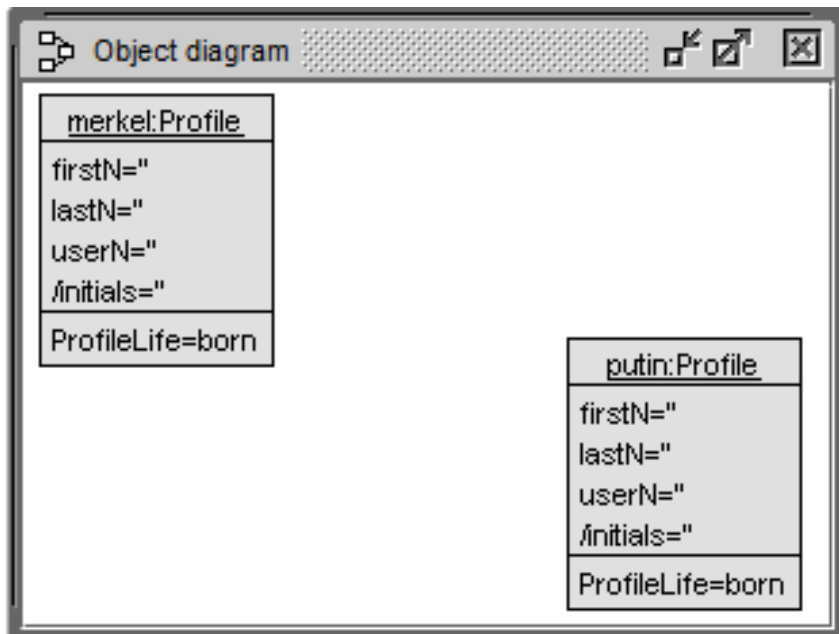 Object diagram
merkel:Profile
firstN=''
lastN=''
userN=''
/initials=''
ProfileLife=born
putin:Profile
firstN=''
lastN=''
userN=''
/initials=''
ProfileLife=born